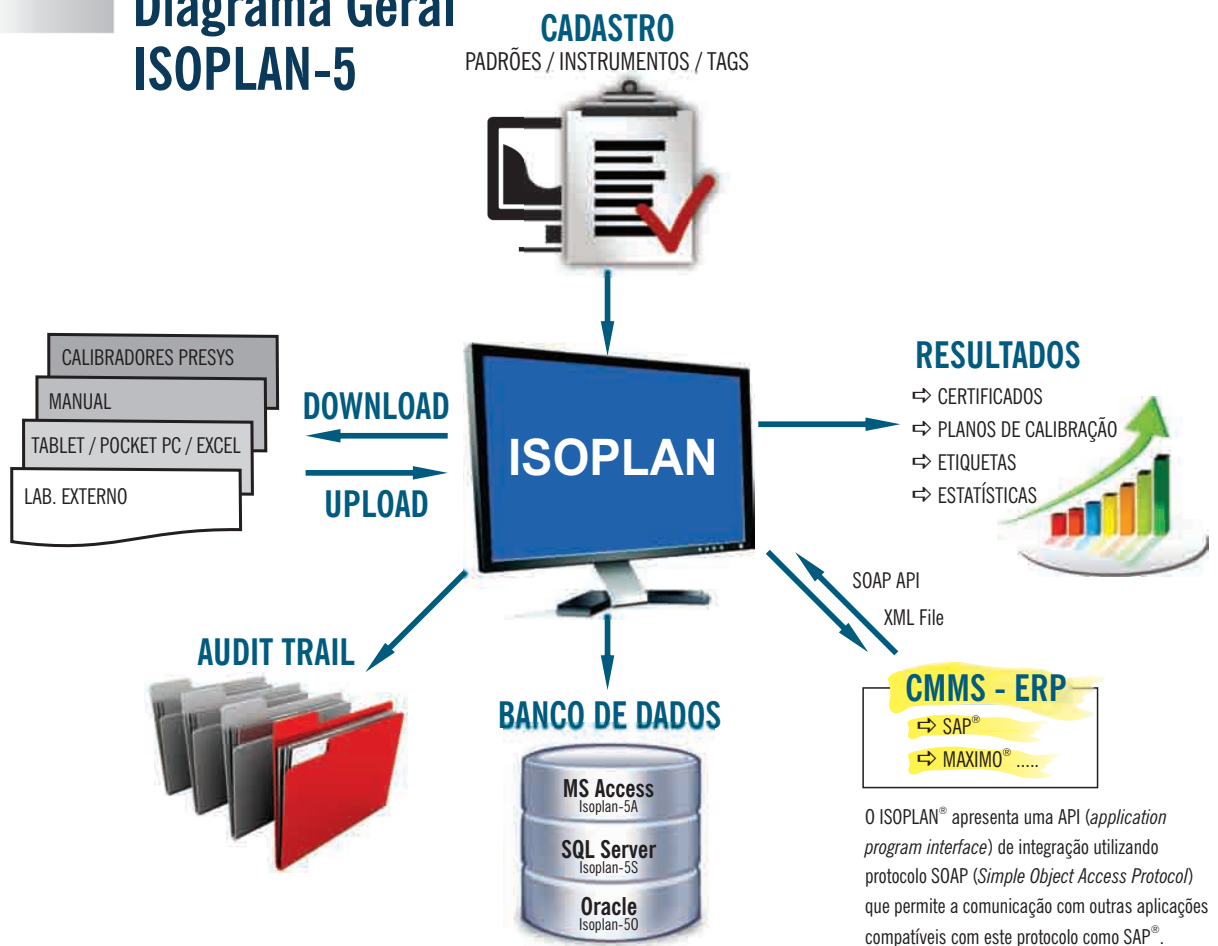 Diagrama Geral
ISOPLAN-5
CADASTRO
PADRÕES / INSTRUMENTOS / TAGS
CALIBRADORES PRESYS
MANUAL
TABLET / POCKET PC / EXCEL
LAB. EXTERNO
DOWNLOAD
UPLOAD
ISOPLAN
RESULTADOS
⇨ CERTIFICADOS
⇨ PLANOS DE CALIBRAÇÃO
⇨ ETIQUETAS
⇨ ESTATÍSTICAS
SOAP API
XML File
AUDIT TRAIL
BANCO DE DADOS
MS Access
Isoplan-5A
SQL Server
Isoplan-5S
Oracle
Isoplan-5O
CMMS - ERP
⇨ SAP®
⇨ MAXIMO® .....
O ISOPLAN® apresenta uma API (application
program interface) de integração utilizando
protocolo SOAP (Simple Object Access Protocol)
que permite a comunicação com outras aplicações
compatíveis com este protocolo como SAP®.